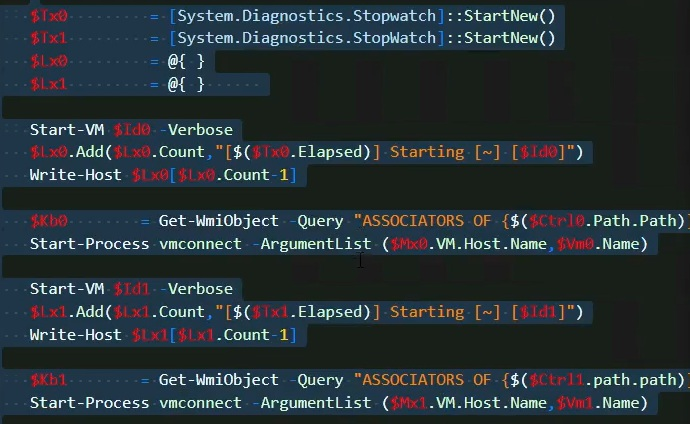 $Tx0 = [System.Diagnostics.Stopwatch]::StartNew()
$Tx1 = [System.Diagnostics.Stopwatch]::StartNew()
$Lx0 = @{ }
$Lx1 = @{ }
Start-VM $Id0 -Verbose
$Lx0.Add($Lx0.Count,"[$($Tx0.Elapsed)] Starting [~] [$Id0]")
Write-Host $Lx0[$Lx0.Count-1]
$Kb0 = Get-WmiObject -Query "ASSOCIATORS OF {$($Ctrl0.Path.Path)}
Start-Process vmconnect -ArgumentList ($Mx0.VM.Host.Name,$Vm0.Name)
Start-VM $Id1 -Verbose
$Lx1.Add($Lx1.Count,"[$($Tx1.Elapsed)] Starting [~] [$Id1]")
Write-Host $Lx1[$Lx1.Count-1]
$Kb1 = Get-WmiObject -Query "ASSOCIATORS OF {$($Ctrl1.path.path)}
Start-Process vmconnect -ArgumentList ($Mx1.VM.Host.Name,$Vm1.Name)